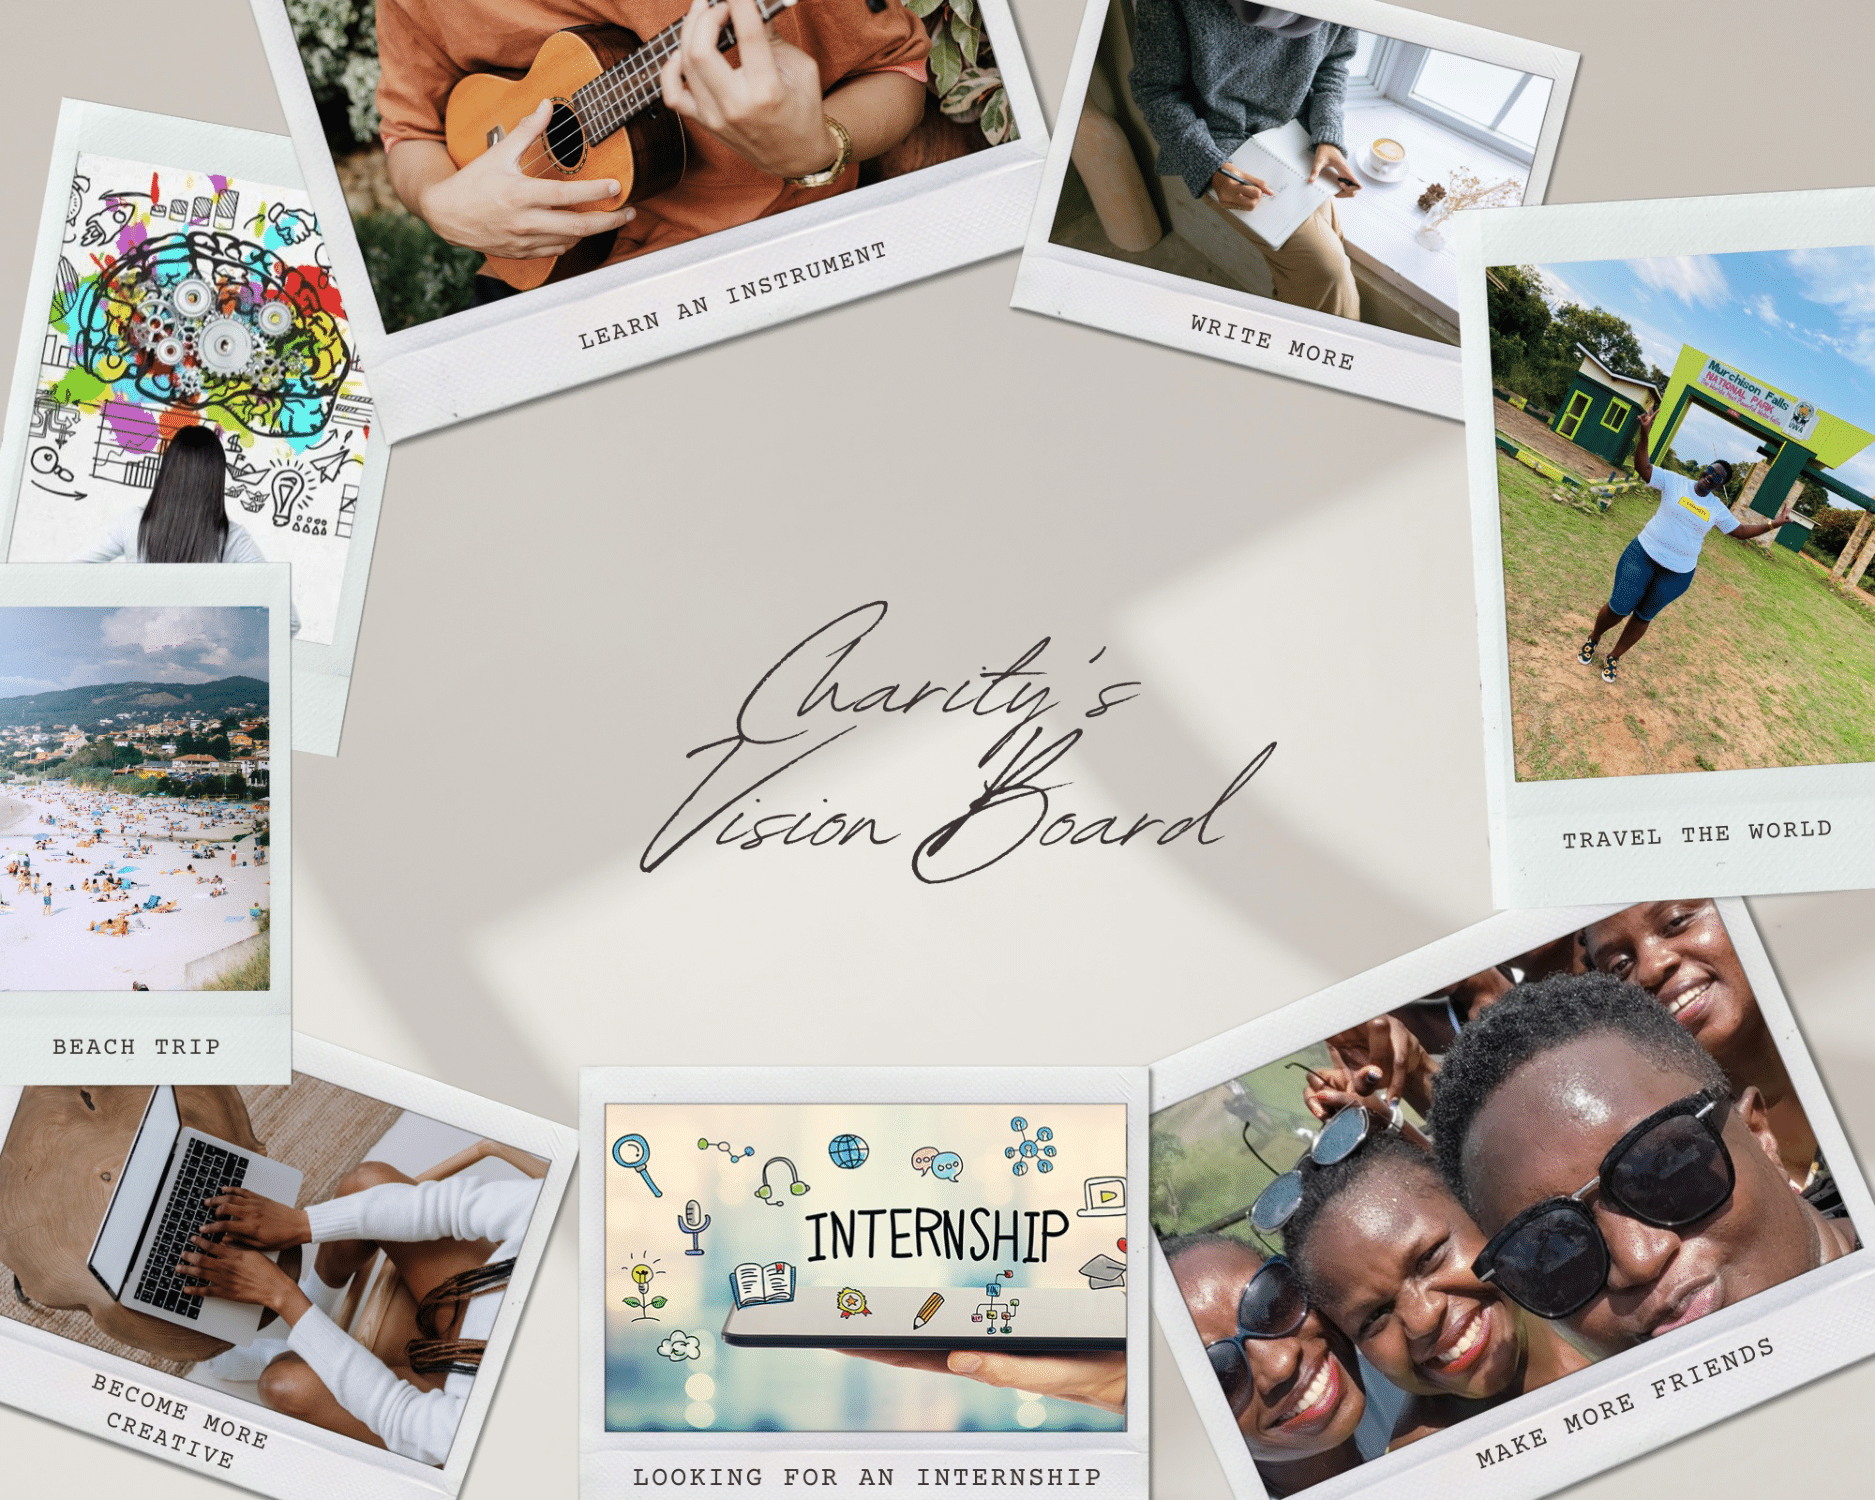 LEARN AN INSTRUMENT
WRITE MORE
Murchison Falls
NATIONAL PARK
UWA
TRAVEL THE WORLD
Charity's
Vision Board
BEACH TRIP
BECOME MORE
CREATIVE
INTERNSHIP
LOOKING FOR AN INTERNSHIP
MAKE MORE FRIENDS